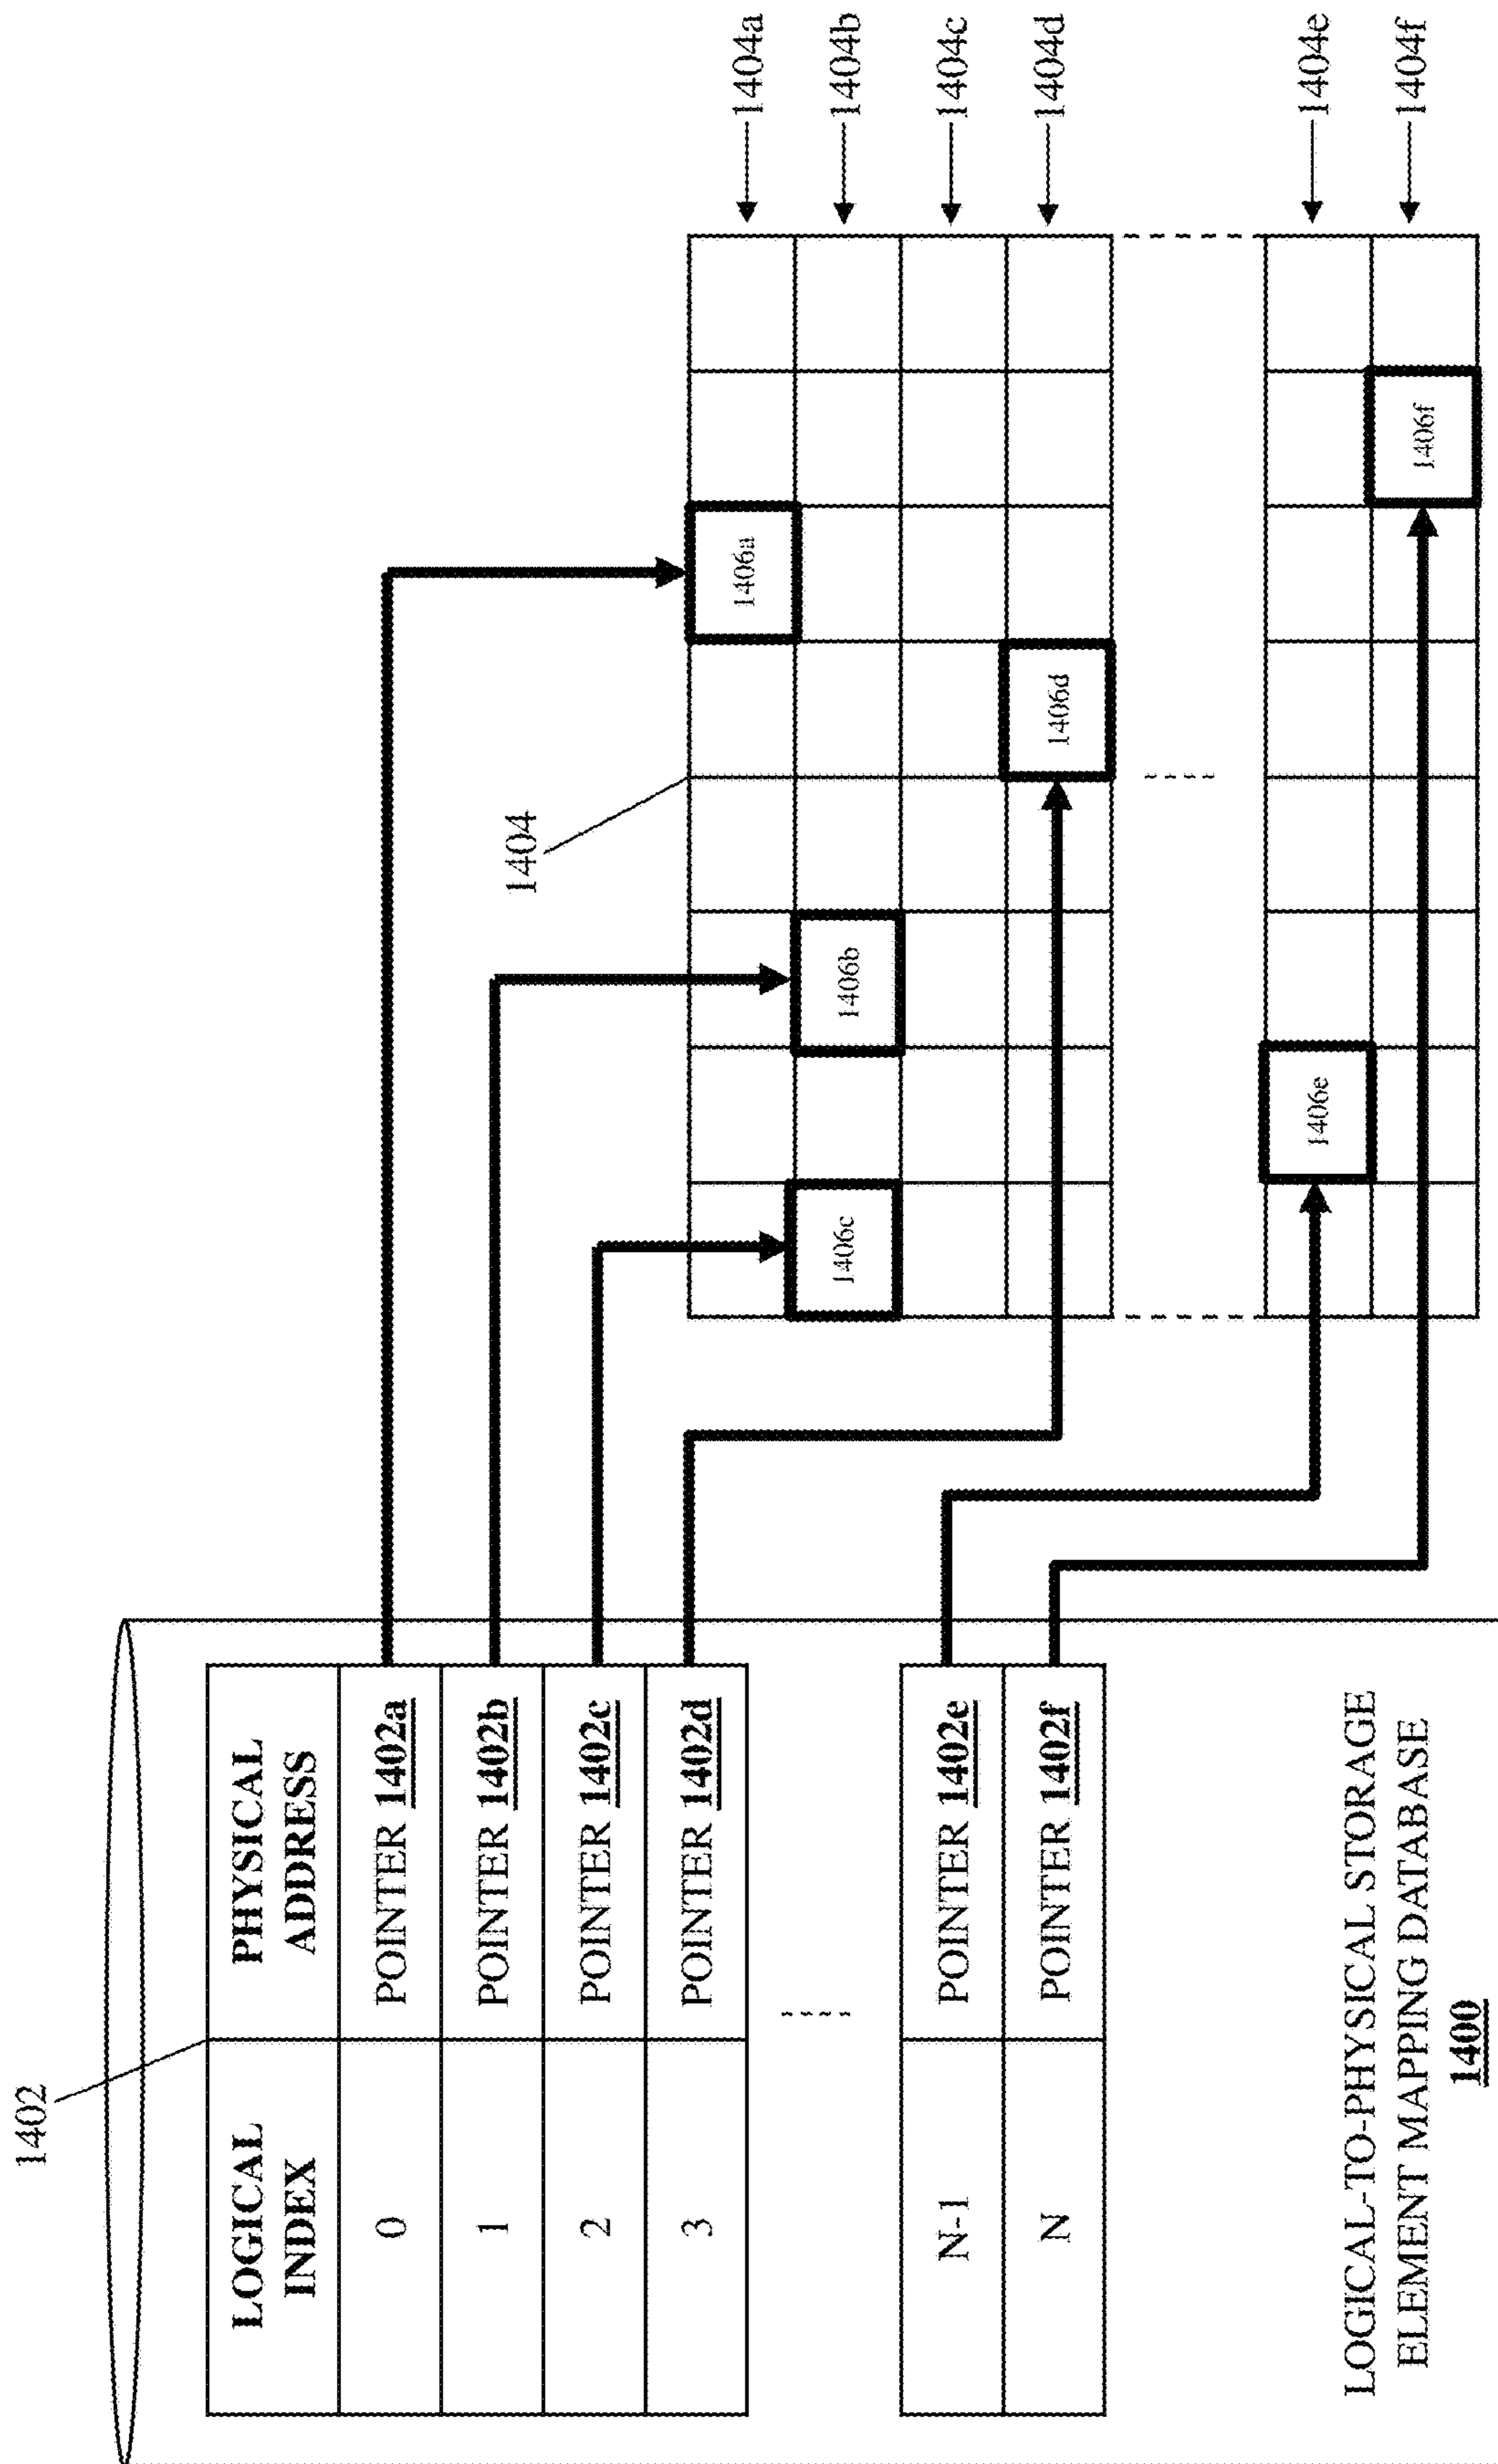 1402
LOGICAL INDEX
PHYSICAL ADDRESS
0
POINTER 1402a
1
POINTER 1402b
2
POINTER 1402c
3
POINTER 1402d
N-1
POINTER 1402e
N
POINTER 1402f
LOGICAL-TO-PHYSICAL STORAGE
ELEMENT MAPPING DATABASE
1400
1404
1406a
1406c
1406b
1406d
1406e
1406f
1404a
1404b
1404c
1404d
1404e
1404f